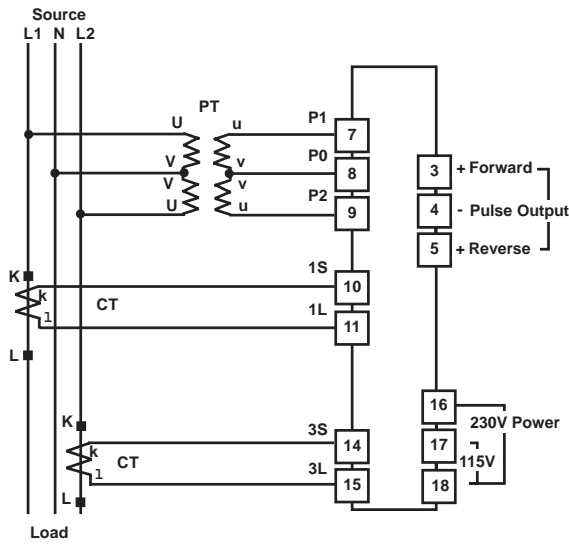 Source
L1 N L2
PT
U u P1 7
V v P0 8
V v
U u P2 9
3 + Forward
4 - Pulse Output
5 + Reverse
K k 1S 10
CT
l 1L 11
L
16 230V Power
K k 3S 14
17 115V
CT
l 3L 15
18
L
Load